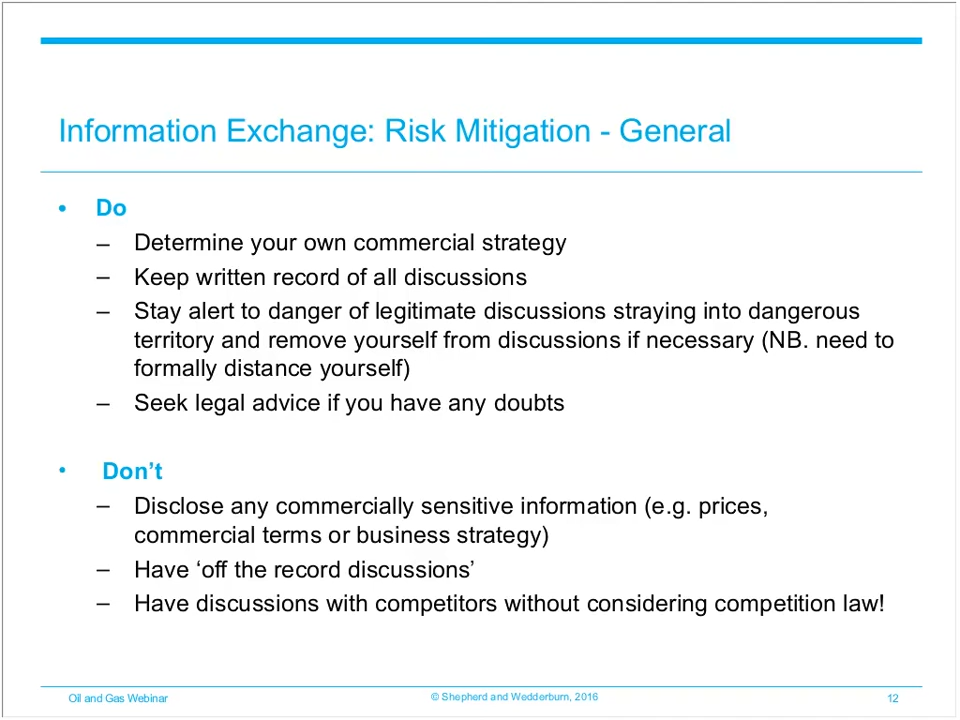 Information Exchange: Risk Mitigation - General
• Do
– Determine your own commercial strategy
– Keep written record of all discussions
– Stay alert to danger of legitimate discussions straying into dangerous
territory and remove yourself from discussions if necessary (NB. need to
formally distance yourself)
– Seek legal advice if you have any doubts
• Don’t
– Disclose any commercially sensitive information (e.g. prices,
commercial terms or business strategy)
– Have ‘off the record discussions’
– Have discussions with competitors without considering competition law!
Oil and Gas Webinar © Shepherd and Wedderburn, 2016 12